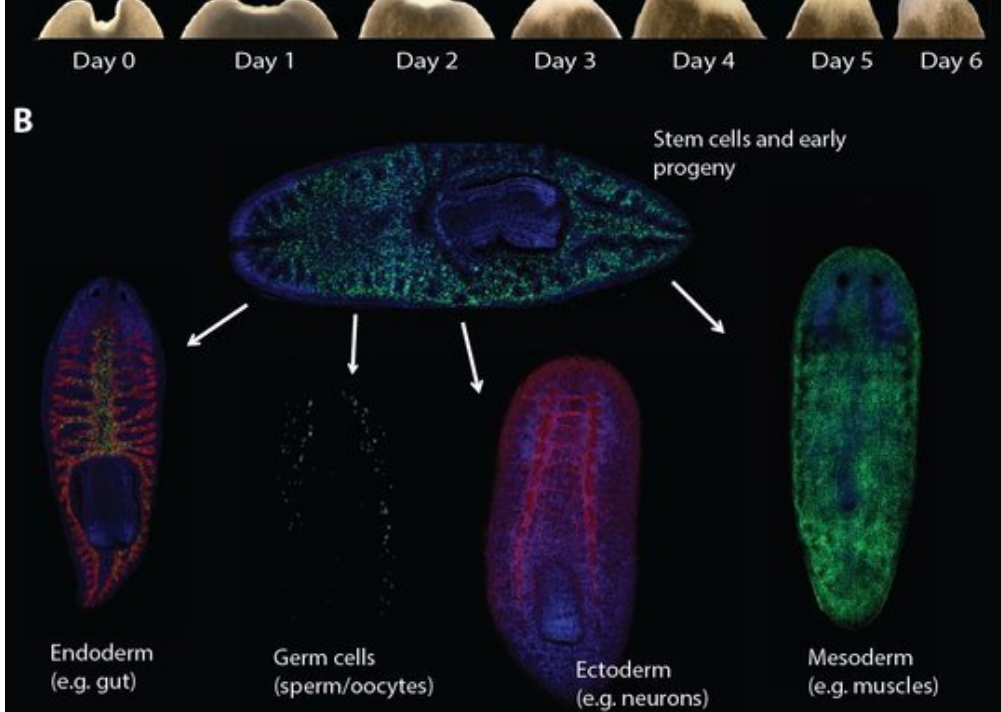 Day 0 Day 1 Day 2 Day 3 Day 4 Day 5 Day 6
B
Stem cells and early
progeny
Endoderm
(e.g. gut)
Germ cells
(sperm/oocytes)
Ectoderm
(e.g. neurons)
Mesoderm
(e.g. muscles)